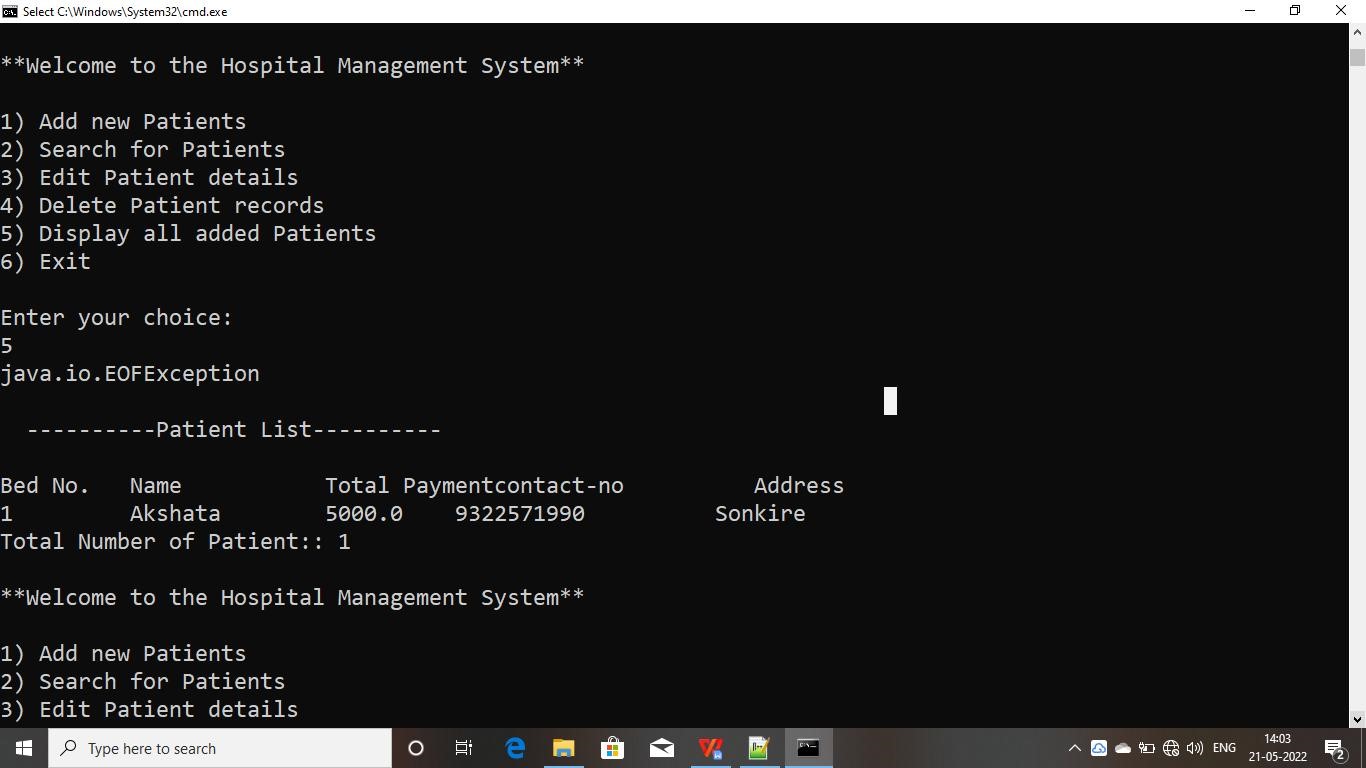 Select C:\Windows\System32\cmd.exe
**Welcome to the Hospital Management System**
1) Add new Patients
2) Search for Patients
3) Edit Patient details
4) Delete Patient records
5) Display all added Patients
6) Exit
Enter your choice:
5
java.io.EOFException
----------Patient List----------
Bed No.   Name           Total Paymentcontact-no          Address
1         Akshata        5000.0    9322571990          Sonkire
Total Number of Patient:: 1
**Welcome to the Hospital Management System**
1) Add new Patients
2) Search for Patients
3) Edit Patient details
Type here to search
ENG
14:03
21-05-2022
2